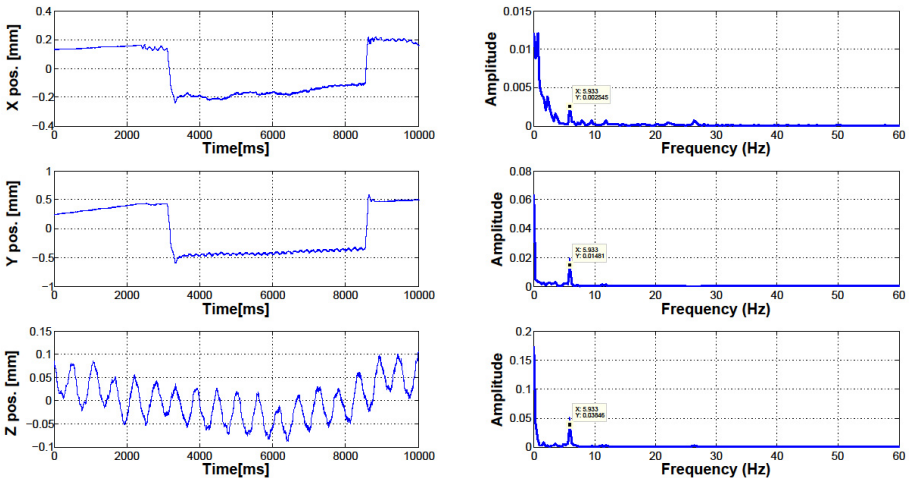 X pos. [mm]
0.4
0.2
0
−0.2
−0.4
0 2000 4000 6000 8000 10000
Time[ms]
Amplitude
0.015
0.01
0.005
0
X: 5.933
Y: 0.002545
0 10 20 30 40 50 60
Frequency (Hz)
Y pos. [mm]
1
0.5
0
−0.5
−1
0 2000 4000 6000 8000 10000
Time[ms]
Amplitude
0.08
0.06
0.04
0.02
0
X: 5.933
Y: 0.01481
0 10 20 30 40 50 60
Frequency (Hz)
Z pos. [mm]
0.15
0.1
0.05
0
−0.05
−0.1
0 2000 4000 6000 8000 10000
Time[ms]
Amplitude
0.2
0.15
0.1
0.05
0
X: 5.933
Y: 0.03846
0 10 20 30 40 50 60
Frequency (Hz)